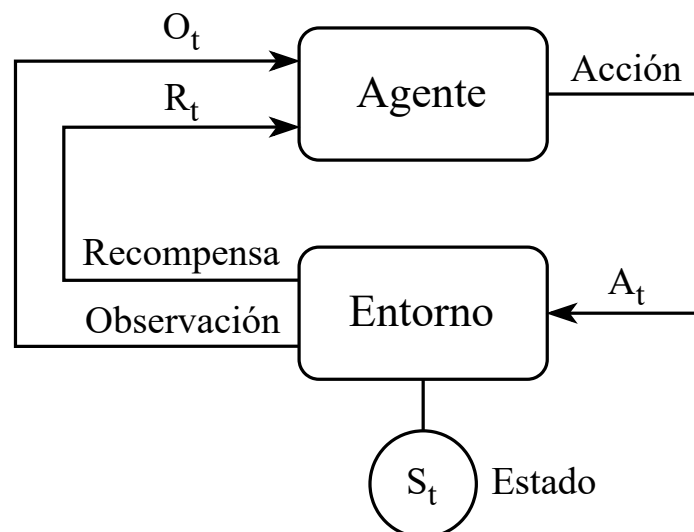 O_t
Agente
Acción
R_t
Recompensa
Entorno
A_t
Observación
S_t
Estado